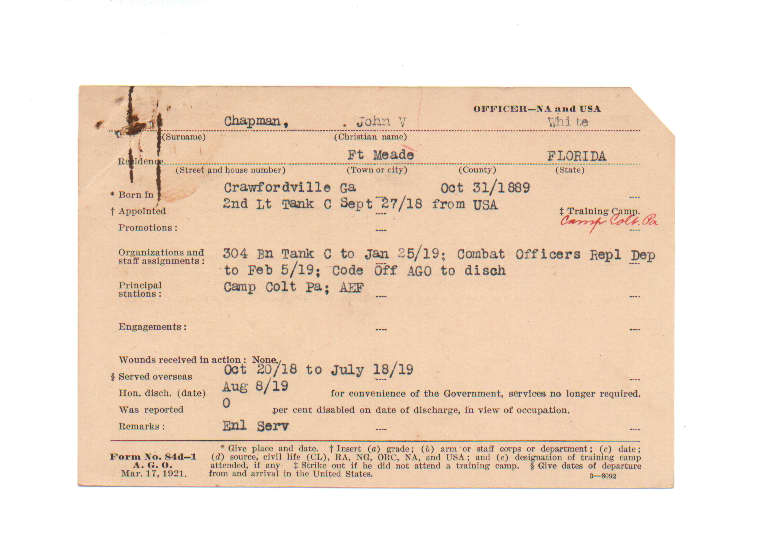 OFFICER—NA and USA
Chapman, John V White
(Surname) (Christian name)
Residence Ft Meade FLORIDA
(Street and house number) (Town or city) (County) (State)
* Born in Crawfordville Ga Oct 31/1889
† Appointed 2nd Lt Tank C Sept 27/18 from USA ‡ Training Camp.
Promotions: Camp Colt. Pa
Organizations and staff assignments: 304 Bn Tank C to Jan 25/19; Combat Officers Repl Dep
to Feb 5/19; Code Off AGO to disch
Principal stations: Camp Colt Pa; AEF
Engagements:
Wounds received in action: None.
§ Served overseas Oct 20/18 to July 18/19
Hon. disch. (date) Aug 8/19 for convenience of the Government, services no longer required.
Was reported 0 per cent disabled on date of discharge, in view of occupation.
Remarks: Enl Serv
Form No. 84d–1
A. G. O.
Mar. 17, 1921.
* Give place and date. † Insert (a) grade; (b) arm or staff corps or department; (c) date;
(d) source, civil life (CL), RA, NG, ORC, NA, and USA; and (e) designation of training camp
attended, if any ‡ Strike out if he did not attend a training camp. § Give dates of departure
from and arrival in the United States.
3—8092